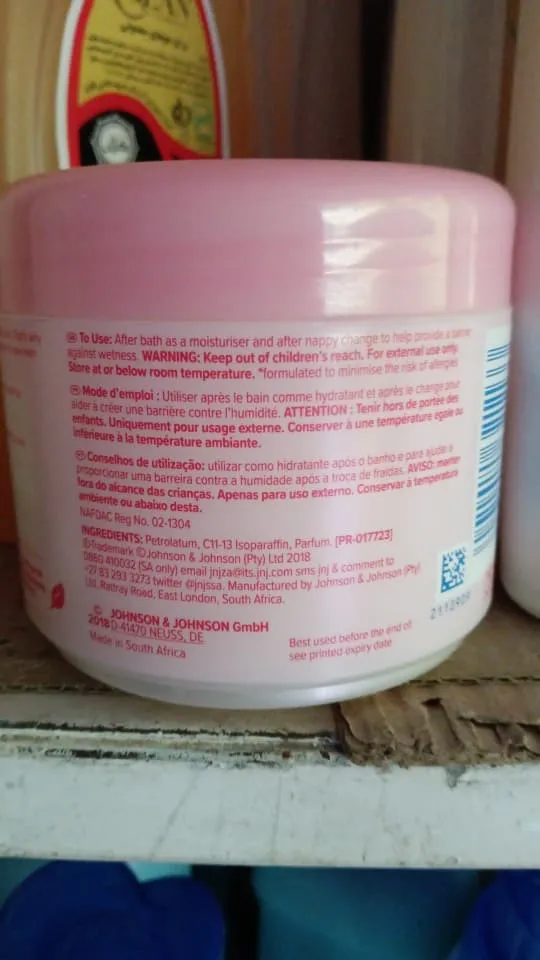 To Use: After bath as a moisturiser and after nappy change to help provide a barrier
against wetness. WARNING: Keep out of children's reach. For external use only.
Store at or below room temperature. *formulated to minimise the risk of allergies
Mode d'emploi : Utiliser après le bain comme hydratant et après le change pour
aider à créer une barrière contre l'humidité. ATTENTION : Tenir hors de portée des
enfants. Uniquement pour usage externe. Conserver à une température égale ou
inférieure à la température ambiante.
Conselhos de utilização: utilizar como hidratante após o banho e para ajudar a
proporcionar uma barreira contra a humidade após a troca de fraldas. AVISO: manter
fora do alcance das crianças. Apenas para uso externo. Conservar à temperatura
ambiente ou abaixo desta.
NAFDAC Reg No. 02-1304
INGREDIENTS: Petrolatum, C11-13 Isoparaffin, Parfum. [PR-017723]
Trademark © Johnson & Johnson (Pty) Ltd 2018
0860 410032 (SA only) email jnjza@its.jnj.com sms jnj & comment to
+27 83 293 3273 twitter @jnjssa. Manufactured by Johnson & Johnson (Pty)
Ltd, Rattray Road, East London, South Africa.
© JOHNSON & JOHNSON GmbH
2018 D-41470 NEUSS, DE
Made in South Africa
Best used before the end of:
see printed expiry date
2110909